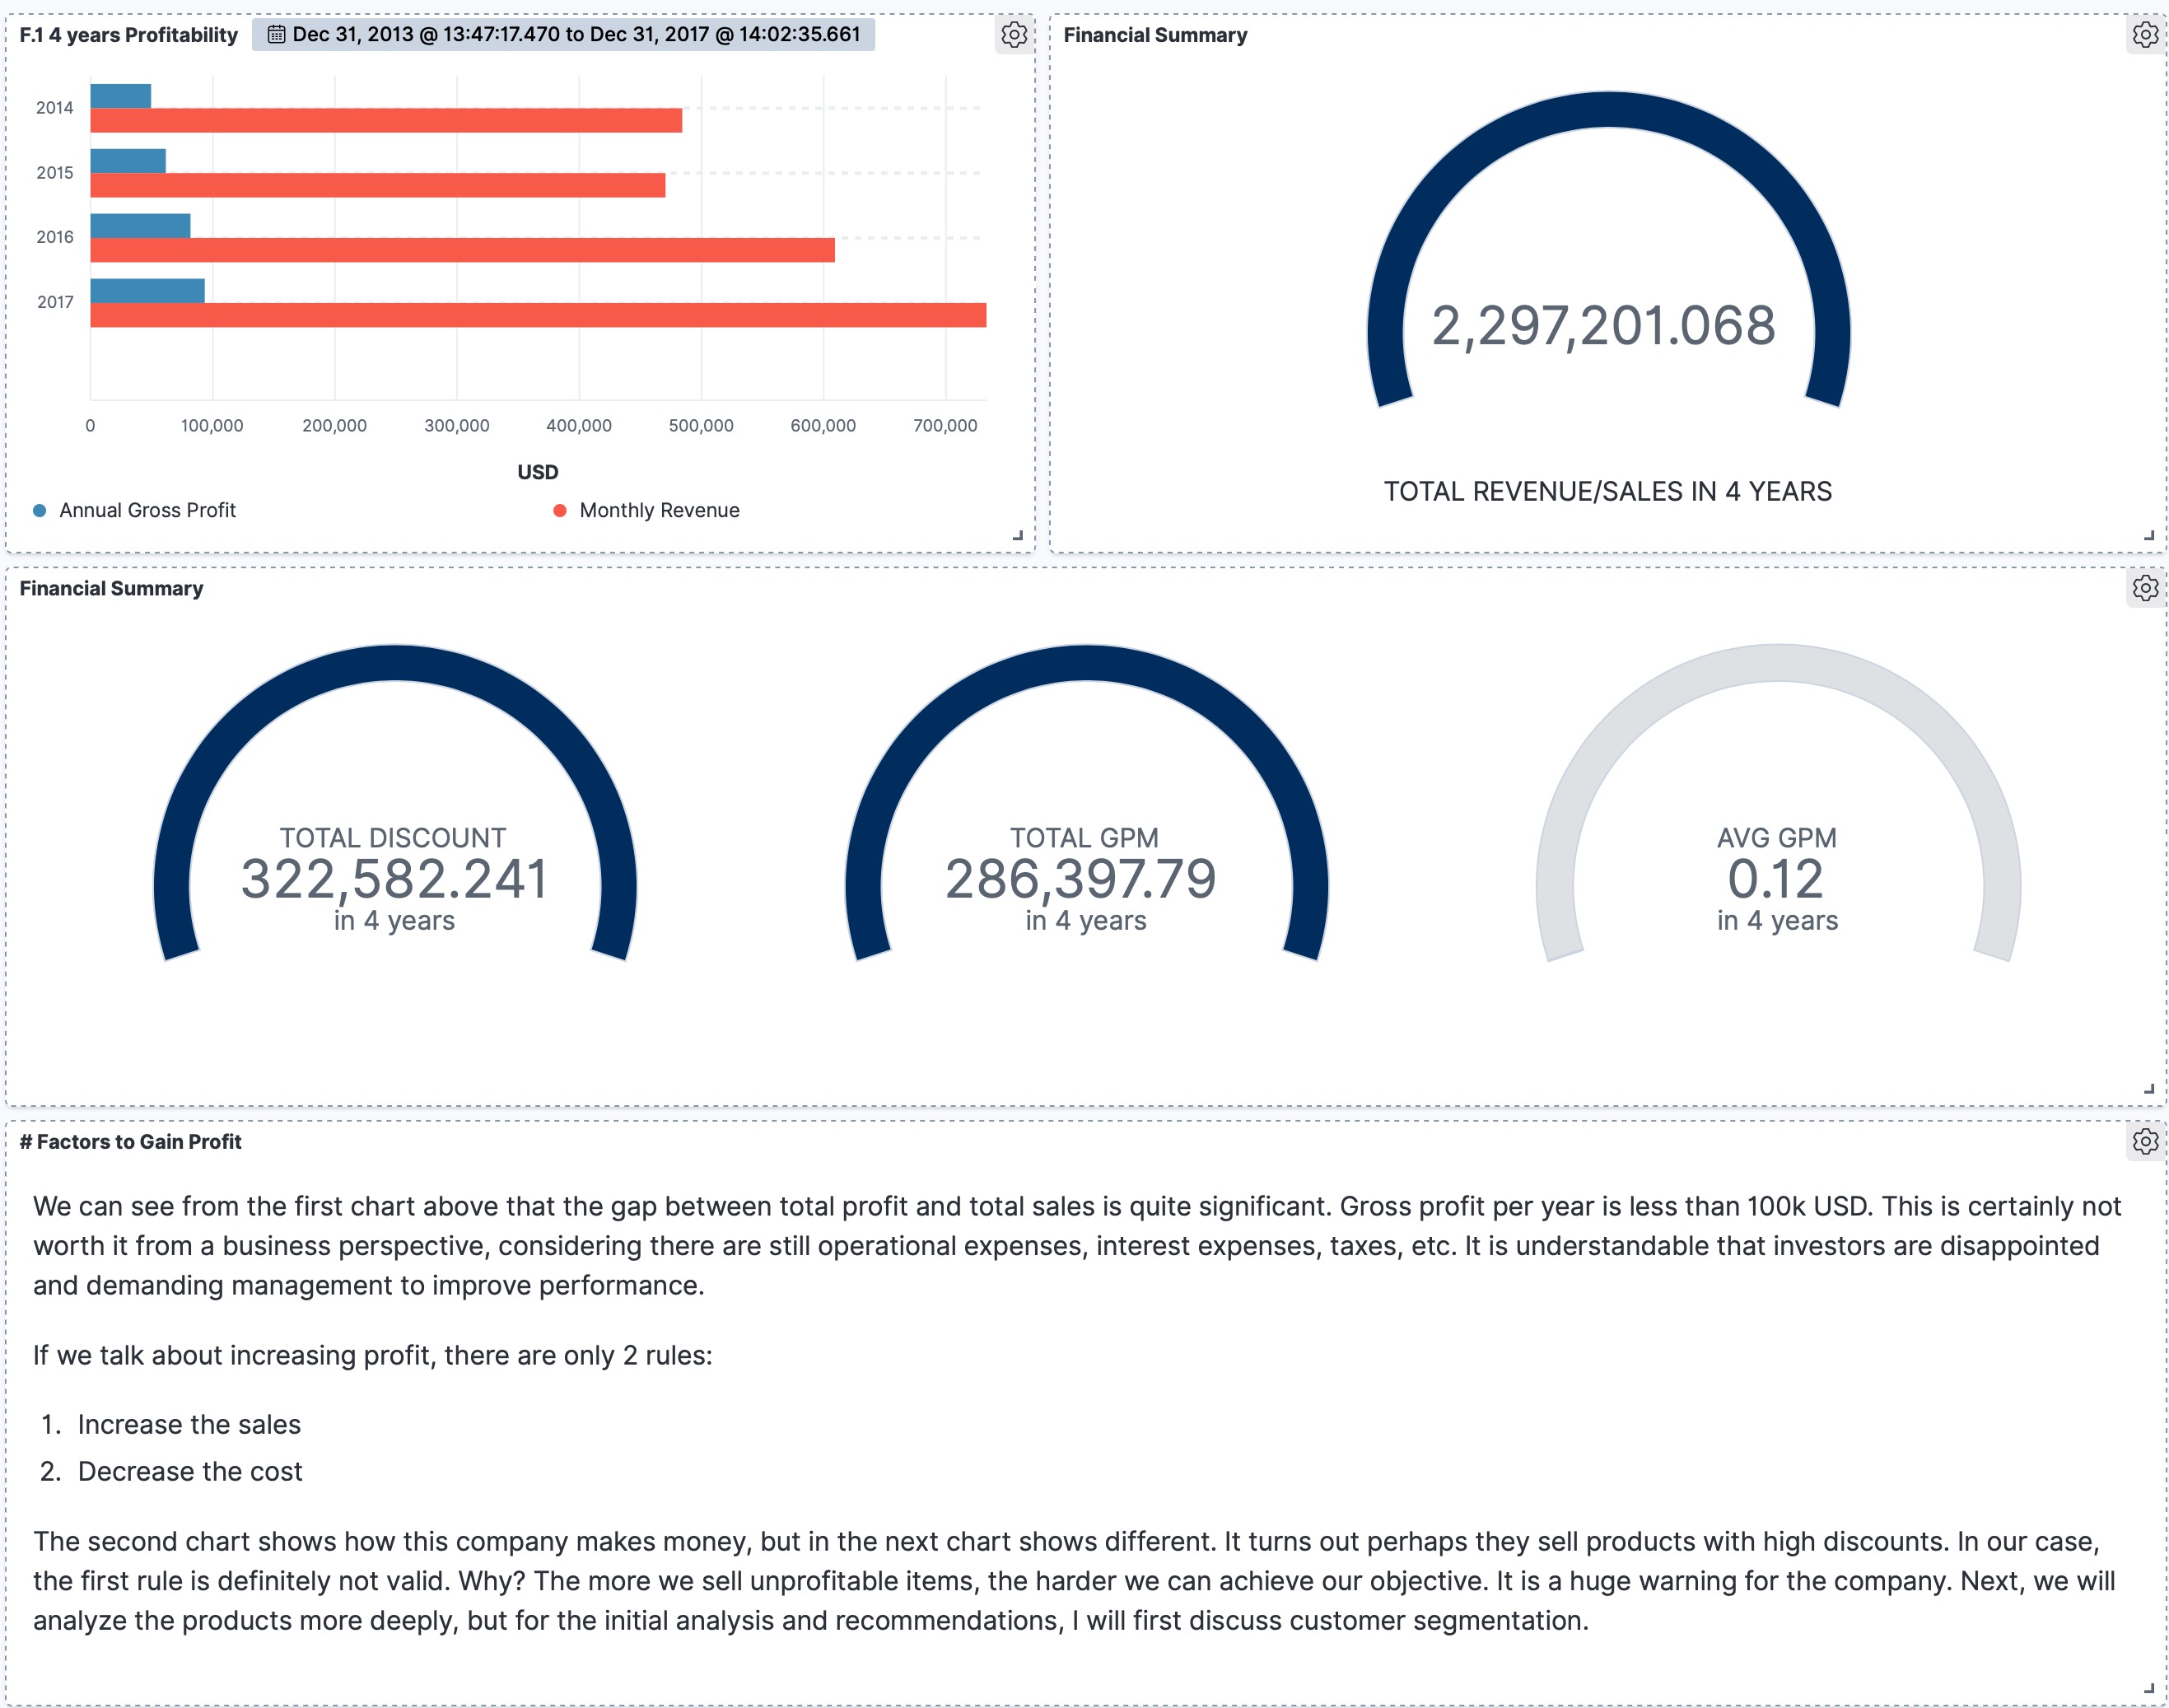 F.1 4 years Profitability
Dec 31, 2013 @ 13:47:17.470 to Dec 31, 2017 @ 14:02:35.661
2014
2015
2016
2017
0
100,000
200,000
300,000
400,000
500,000
600,000
700,000
USD
Annual Gross Profit
Monthly Revenue
Financial Summary
2,297,201.068
TOTAL REVENUE/SALES IN 4 YEARS
Financial Summary
TOTAL DISCOUNT
322,582.241
in 4 years
TOTAL GPM
286,397.79
in 4 years
AVG GPM
0.12
in 4 years
# Factors to Gain Profit
We can see from the first chart above that the gap between total profit and total sales is quite significant. Gross profit per year is less than 100k USD. This is certainly not
worth it from a business perspective, considering there are still operational expenses, interest expenses, taxes, etc. It is understandable that investors are disappointed
and demanding management to improve performance.
If we talk about increasing profit, there are only 2 rules:
1. Increase the sales
2. Decrease the cost
The second chart shows how this company makes money, but in the next chart shows different. It turns out perhaps they sell products with high discounts. In our case,
the first rule is definitely not valid. Why? The more we sell unprofitable items, the harder we can achieve our objective. It is a huge warning for the company. Next, we will
analyze the products more deeply, but for the initial analysis and recommendations, I will first discuss customer segmentation.